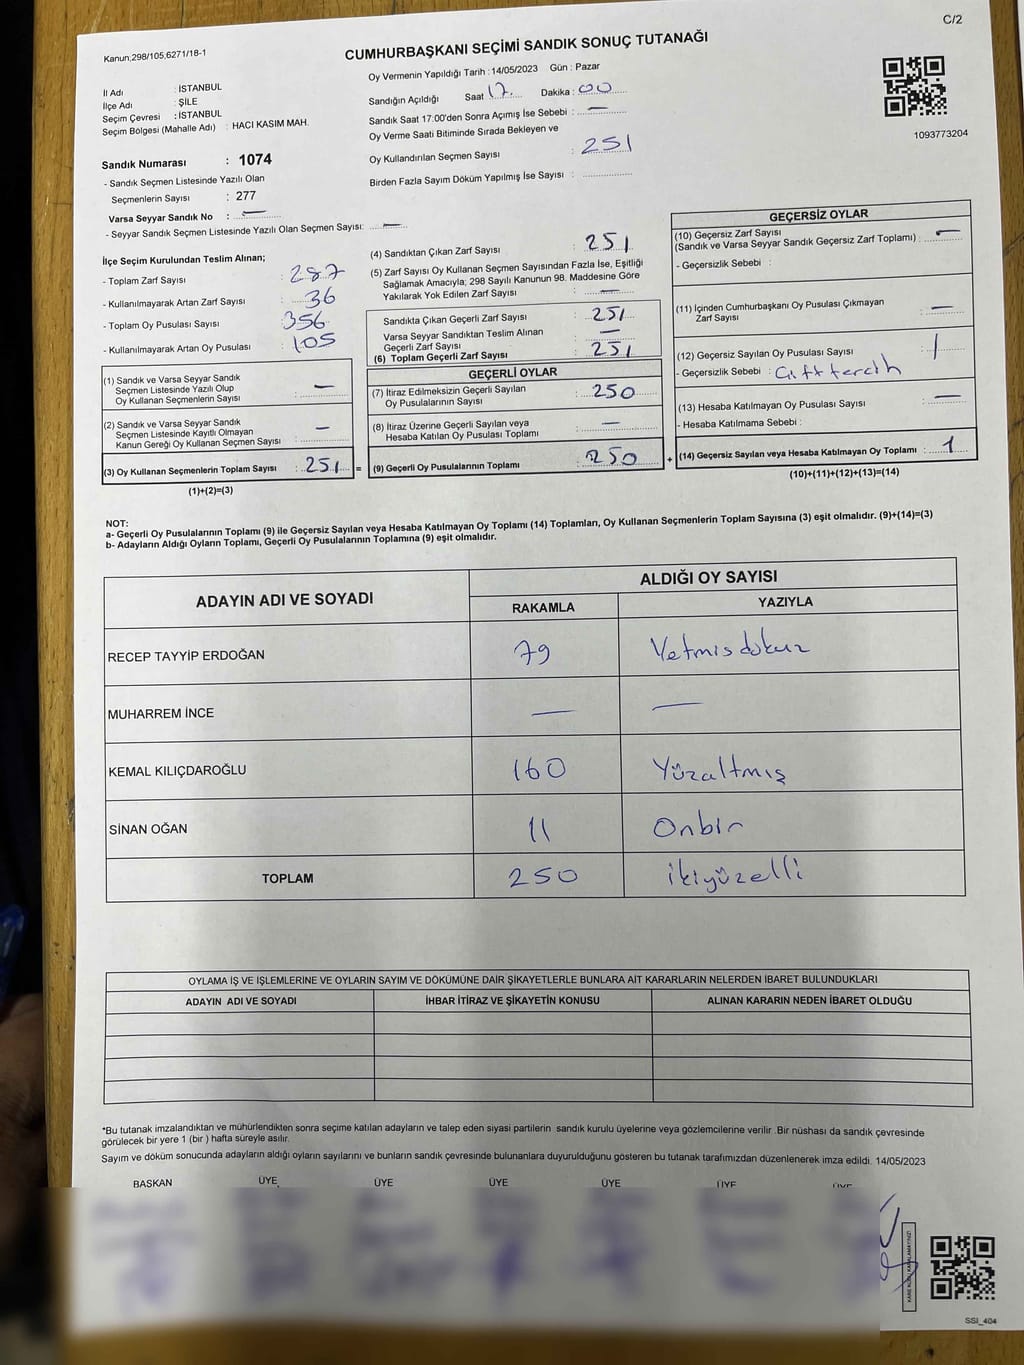 C/2
Kanun,298/105,6271/18-1
CUMHURBAŞKANI SEÇİMİ SANDIK SONUÇ TUTANAĞI
İl Adı : İSTANBUL
İlçe Adı : ŞİLE
Seçim Çevresi : İSTANBUL
Seçim Bölgesi (Mahalle Adı) : HACI KASIM MAH.
Oy Vermenin Yapıldığı Tarih : 14/05/2023 Gün : Pazar
Sandığın Açıldığı Saat 17. Dakika : 00
Sandık Saat 17:00'den Sonra Açımış İse Sebebi : —
Oy Verme Saati Bitiminde Sırada Bekleyen ve
Oy Kullandırılan Seçmen Sayısı : 251
Birden Fazla Sayım Döküm Yapılmış İse Sayısı :
1093773204
Sandık Numarası : 1074
- Sandık Seçmen Listesinde Yazılı Olan
Seçmenlerin Sayısı : 277
Varsa Seyyar Sandık No : —
- Seyyar Sandık Seçmen Listesinde Yazılı Olan Seçmen Sayısı: —
İlçe Seçim Kurulundan Teslim Alınan;
- Toplam Zarf Sayısı : 287
- Kullanılmayarak Artan Zarf Sayısı : 36
- Toplam Oy Pusulası Sayısı : 356
- Kullanılmayarak Artan Oy Pusulası : 105
(1) Sandık ve Varsa Seyyar Sandık
Seçmen Listesinde Yazılı Olup
Oy Kullanan Seçmenlerin Sayısı : —
(2) Sandık ve Varsa Seyyar Sandık
Seçmen Listesinde Kayıtlı Olmayan
Kanun Gereği Oy Kullanan Seçmen Sayısı : —
(3) Oy Kullanan Seçmenlerin Toplam Sayısı : 251 =
(1)+(2)=(3)
(4) Sandıktan Çıkan Zarf Sayısı : 251
(5) Zarf Sayısı Oy Kullanan Seçmen Sayısından Fazla İse, Eşitliği
Sağlamak Amacıyla; 298 Sayılı Kanunun 98. Maddesine Göre
Yakılarak Yok Edilen Zarf Sayısı : —
Sandıkta Çıkan Geçerli Zarf Sayısı : 251
Varsa Seyyar Sandıktan Teslim Alınan
Geçerli Zarf Sayısı : —
(6) Toplam Geçerli Zarf Sayısı : 251
GEÇERLİ OYLAR
(7) İtiraz Edilmeksizin Geçerli Sayılan
Oy Pusulalarının Sayısı : 250
(8) İtiraz Üzerine Geçerli Sayılan veya
Hesaba Katılan Oy Pusulası Toplamı : —
(9) Geçerli Oy Pusulalarının Toplamı : 250 +
GEÇERSİZ OYLAR
(10) Geçersiz Zarf Sayısı
(Sandık ve Varsa Seyyar Sandık Geçersiz Zarf Toplamı) : —
- Geçersizlik Sebebi :
(11) İçinden Cumhurbaşkanı Oy Pusulası Çıkmayan
Zarf Sayısı : —
(12) Geçersiz Sayılan Oy Pusulası Sayısı : 1
- Geçersizlik Sebebi : Çift tercih
(13) Hesaba Katılmayan Oy Pusulası Sayısı : —
- Hesaba Katılmama Sebebi :
(14) Geçersiz Sayılan veya Hesaba Katılmayan Oy Toplamı : 1
(10)+(11)+(12)+(13)=(14)
NOT:
a- Geçerli Oy Pusulalarının Toplamı (9) ile Geçersiz Sayılan veya Hesaba Katılmayan Oy Toplamı (14) Toplamları, Oy Kullanan Seçmenlerin Toplam Sayısına (3) eşit olmalıdır. (9)+(14)=(3)
b- Adayların Aldığı Oyların Toplamı, Geçerli Oy Pusulalarının Toplamına (9) eşit olmalıdır.
ADAYIN ADI VE SOYADI
ALDIĞI OY SAYISI
RAKAMLA YAZIYLA
RECEP TAYYİP ERDOĞAN 79 Yetmişdokuz
MUHARREM İNCE — —
KEMAL KILIÇDAROĞLU 160 Yüzaltmış
SİNAN OĞAN 11 Onbir
TOPLAM 250 ikiyüzelli
OYLAMA İŞ VE İŞLEMLERİNE VE OYLARIN SAYIM VE DÖKÜMÜNE DAİR ŞİKAYETLERLE BUNLARA AİT KARARLARIN NELERDEN İBARET BULUNDUKLARI
ADAYIN ADI VE SOYADI İHBAR İTİRAZ VE ŞİKAYETİN KONUSU ALINAN KARARIN NEDEN İBARET OLDUĞU
*Bu tutanak imzalandıktan ve mühürlendikten sonra seçime katılan adayların ve talep eden siyasi partilerin sandık kurulu üyelerine veya gözlemcilerine verilir .Bir nüshası da sandık çevresinde
görülecek bir yere 1 (bir ) hafta süreyle asılır.
Sayım ve döküm sonucunda adayların aldığı oyların sayılarını ve bunların sandık çevresinde bulunanlara duyurulduğunu gösteren bu tutanak tarafımızdan düzenlenerek imza edildi. 14/05/2023
BAŞKAN ÜYE ÜYE ÜYE ÜYE ÜYE ÜYE
SSI_404